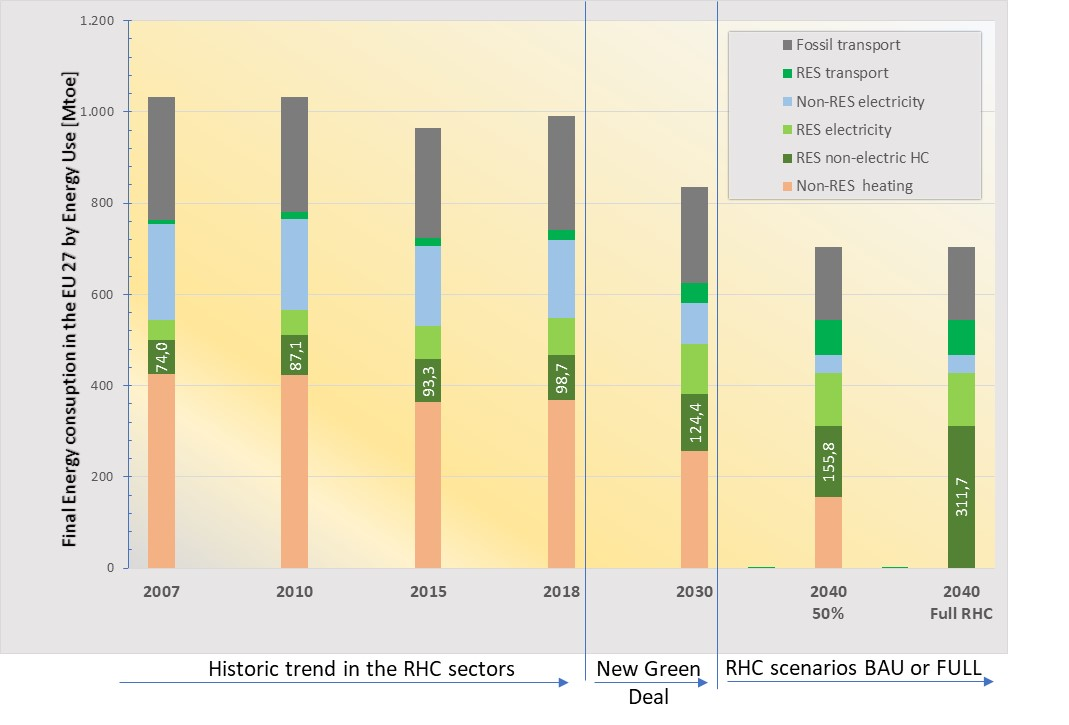 Final Energy consuption in the EU 27 by Energy Use [Mtoe]
1.200
1.000
800
600
400
200
0
Fossil transport
RES transport
Non-RES electricity
RES electricity
RES non-electric HC
Non-RES heating
74,0
87,1
93,3
98,7
124,4
155,8
311,7
2007
2010
2015
2018
2030
2040
50%
2040
Full RHC
Historic trend in the RHC sectors
New Green
Deal
RHC scenarios BAU or FULL